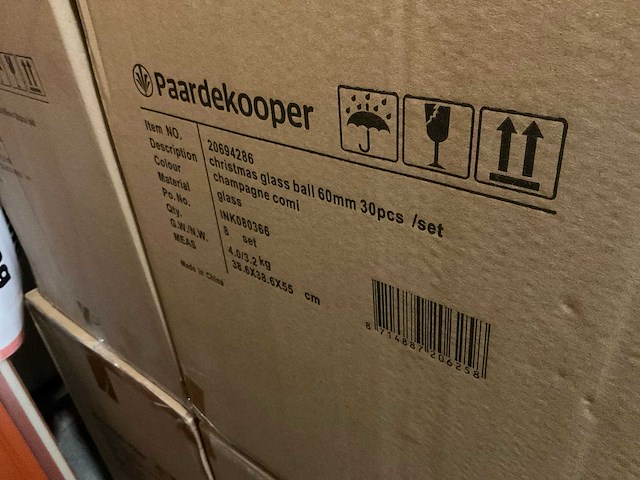 Paardekooper
Item NO. 20694286
Description christmas glass ball 60mm 30pcs /set
Colour champagne comi
Material glass
Po.No. INK080366
Qty. 8 set
G.W./N.W. 4.0/3.2 kg
MEAS 38.6X38.6X55 cm
Made in China
8 714887 206258